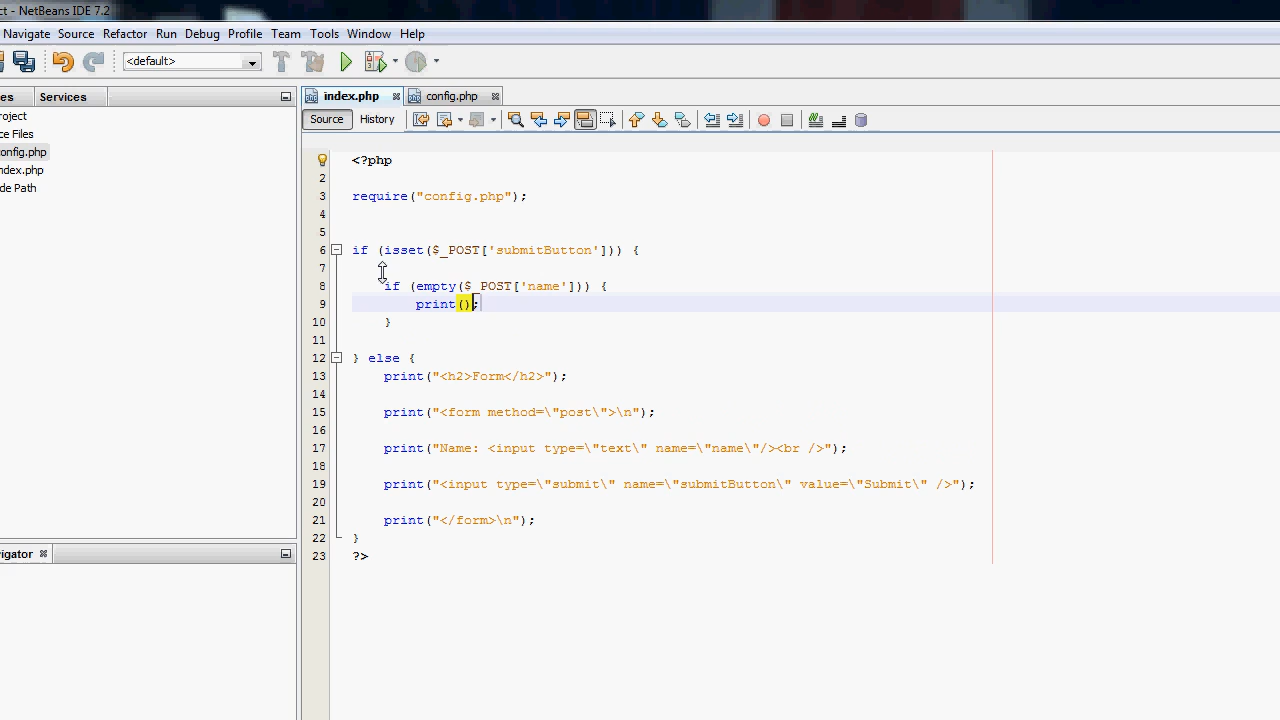 ct - NetBeans IDE 7.2
Navigate Source Refactor Run Debug Profile Team Tools Window Help
<default>
es Services
index.php config.php
roject
Source History
ce Files
onfig.php
ndex.php
de Path
<?php
2
3 require("config.php");
4
5
6 if (isset($_POST['submitButton'])) {
7
8 if (empty($_POST['name'])) {
9 print();
10 }
11
12 } else {
13 print("<h2>Form</h2>");
14
15 print("<form method=\"post\">\n");
16
17 print("Name: <input type=\"text\" name=\"name\"/><br />");
18
19 print("<input type=\"submit\" name=\"submitButton\" value=\"Submit\" />");
20
21 print("</form>\n");
22 }
23 ?>
vigator